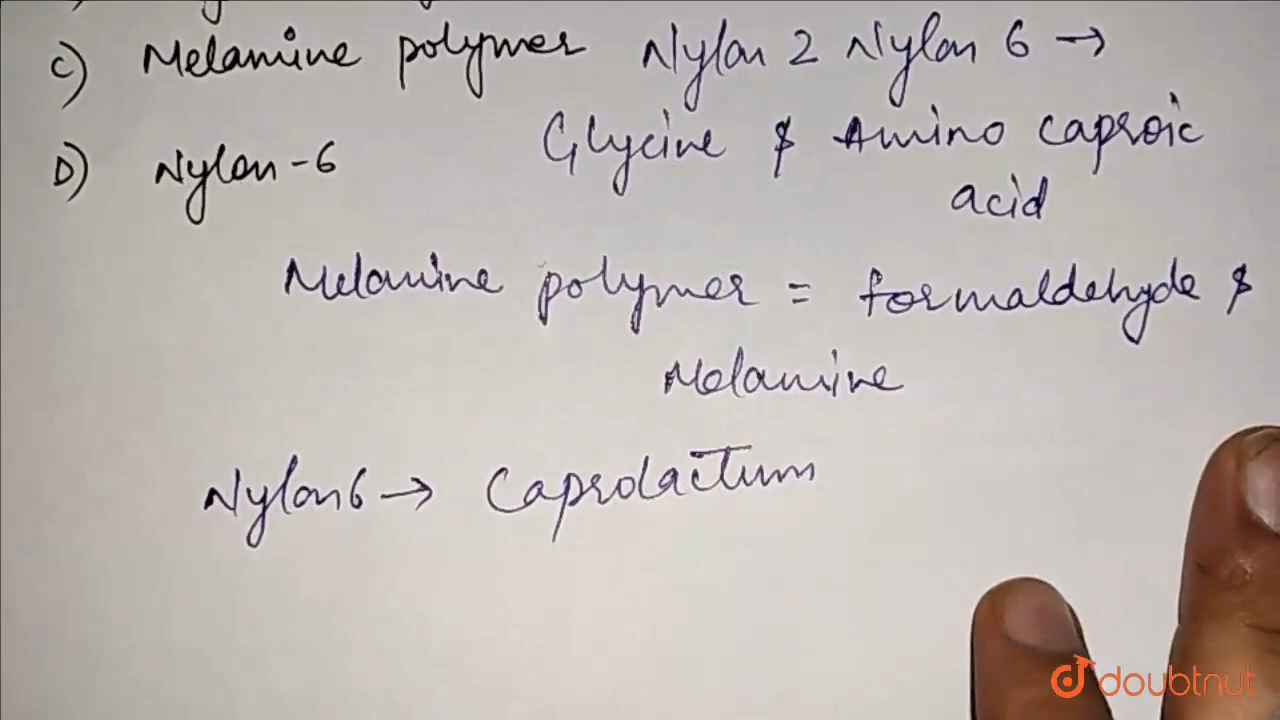 C) Melamine polymer Nylon 2 Nylon 6 →
Glycine & Amino caproic
acid
D) Nylon-6
Melamine polymer = formaldehyde &
Melamine
Nylon6 → Caprolactum
doubtnut